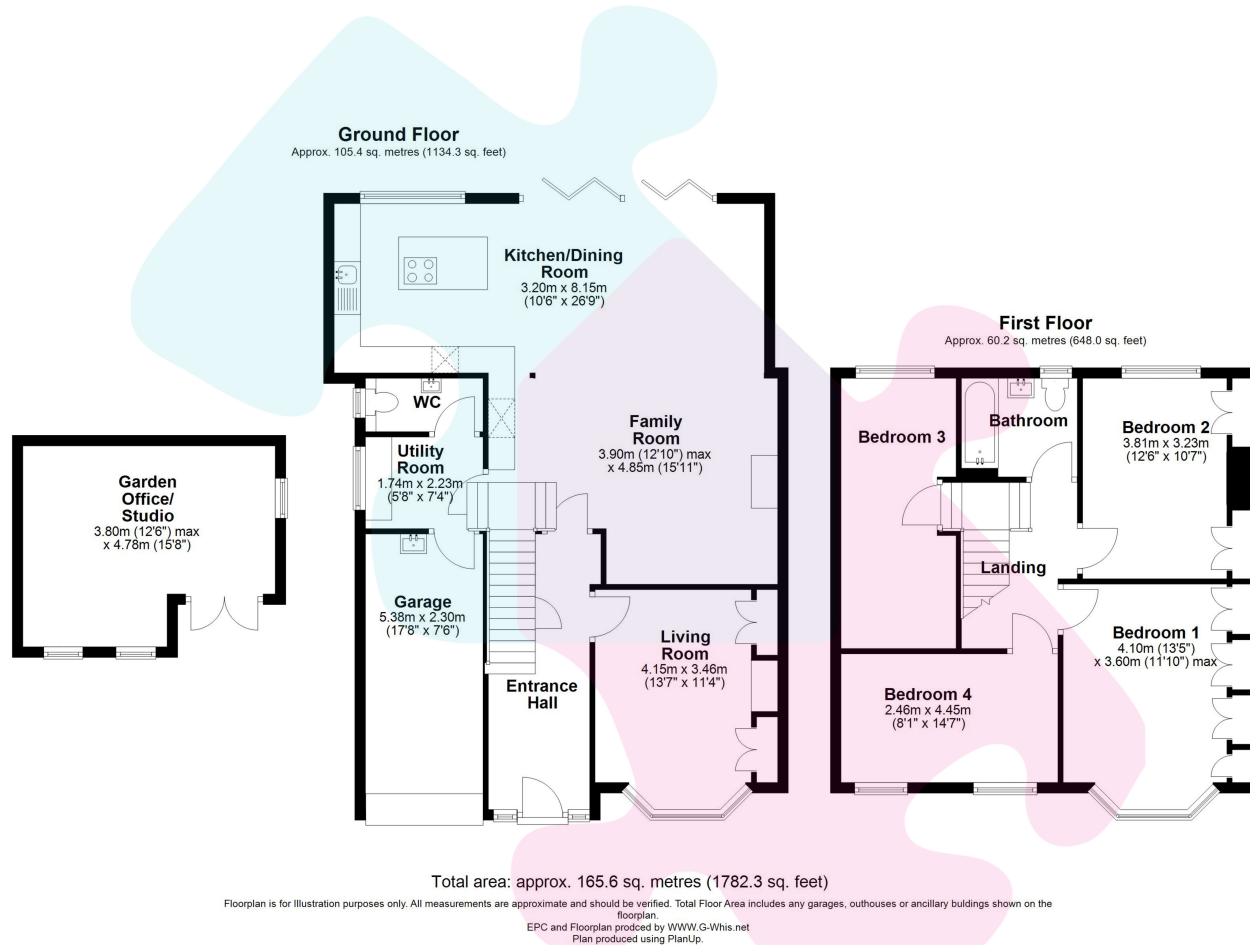 Ground Floor
Approx. 105.4 sq. metres (1134.3 sq. feet)
Kitchen/Dining
Room
3.20m x 8.15m
(10'6" x 26'9")
WC
Utility
Room
1.74m x 2.23m
(5'8" x 7'4")
Family
Room
3.90m (12'10") max
x 4.85m (15'11")
Garden
Office/
Studio
3.80m (12'6") max
x 4.78m (15'8")
Garage
5.38m x 2.30m
(17'8" x 7'6")
Entrance
Hall
Living
Room
4.15m x 3.46m
(13'7" x 11'4")
First Floor
Approx. 60.2 sq. metres (648.0 sq. feet)
Bedroom 3
Bathroom
Bedroom 2
3.81m x 3.23m
(12'6" x 10'7")
Landing
Bedroom 1
4.10m (13'5")
x 3.60m (11'10") max
Bedroom 4
2.46m x 4.45m
(8'1" x 14'7")
Total area: approx. 165.6 sq. metres (1782.3 sq. feet)
Floorplan is for Illustration purposes only. All measurements are approximate and should be verified. Total Floor Area includes any garages, outhouses or ancillary buldings shown on the
floorplan.
EPC and Floorplan prodced by WWW.G-Whis.net
Plan produced using PlanUp.